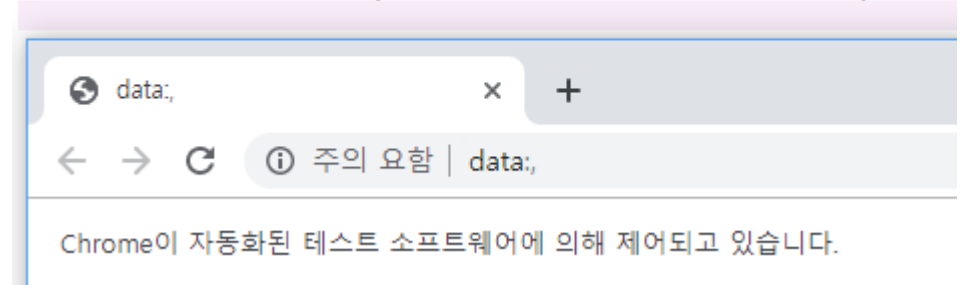 data:,
주의 요함 | data:,
Chrome이 자동화된 테스트 소프트웨어에 의해 제어되고 있습니다.